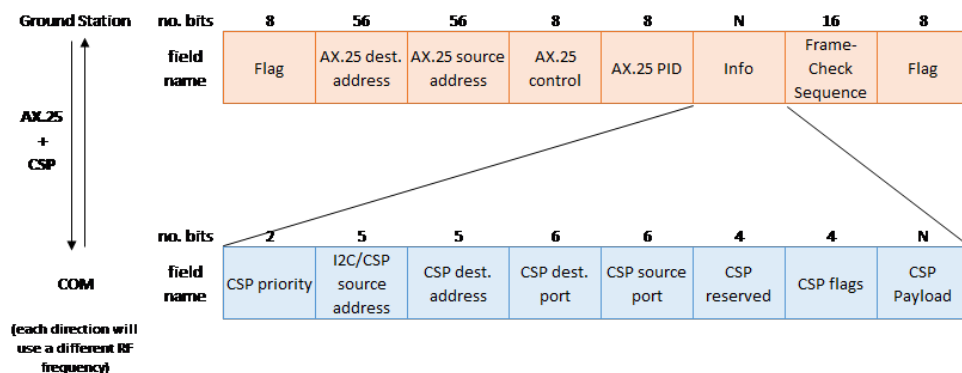 Ground Station
no. bits 8 56 56 8 8 N 16 8
field name
Flag
AX.25 dest. address
AX.25 source address
AX.25 control
AX.25 PID
Info
Frame-Check Sequence
Flag
AX.25
+
CSP
no. bits 2 5 5 6 6 4 4 N
COM
field name
CSP priority
I2C/CSP source address
CSP dest. address
CSP dest. port
CSP source port
CSP reserved
CSP flags
CSP Payload
(each direction will
use a different RF
frequency)